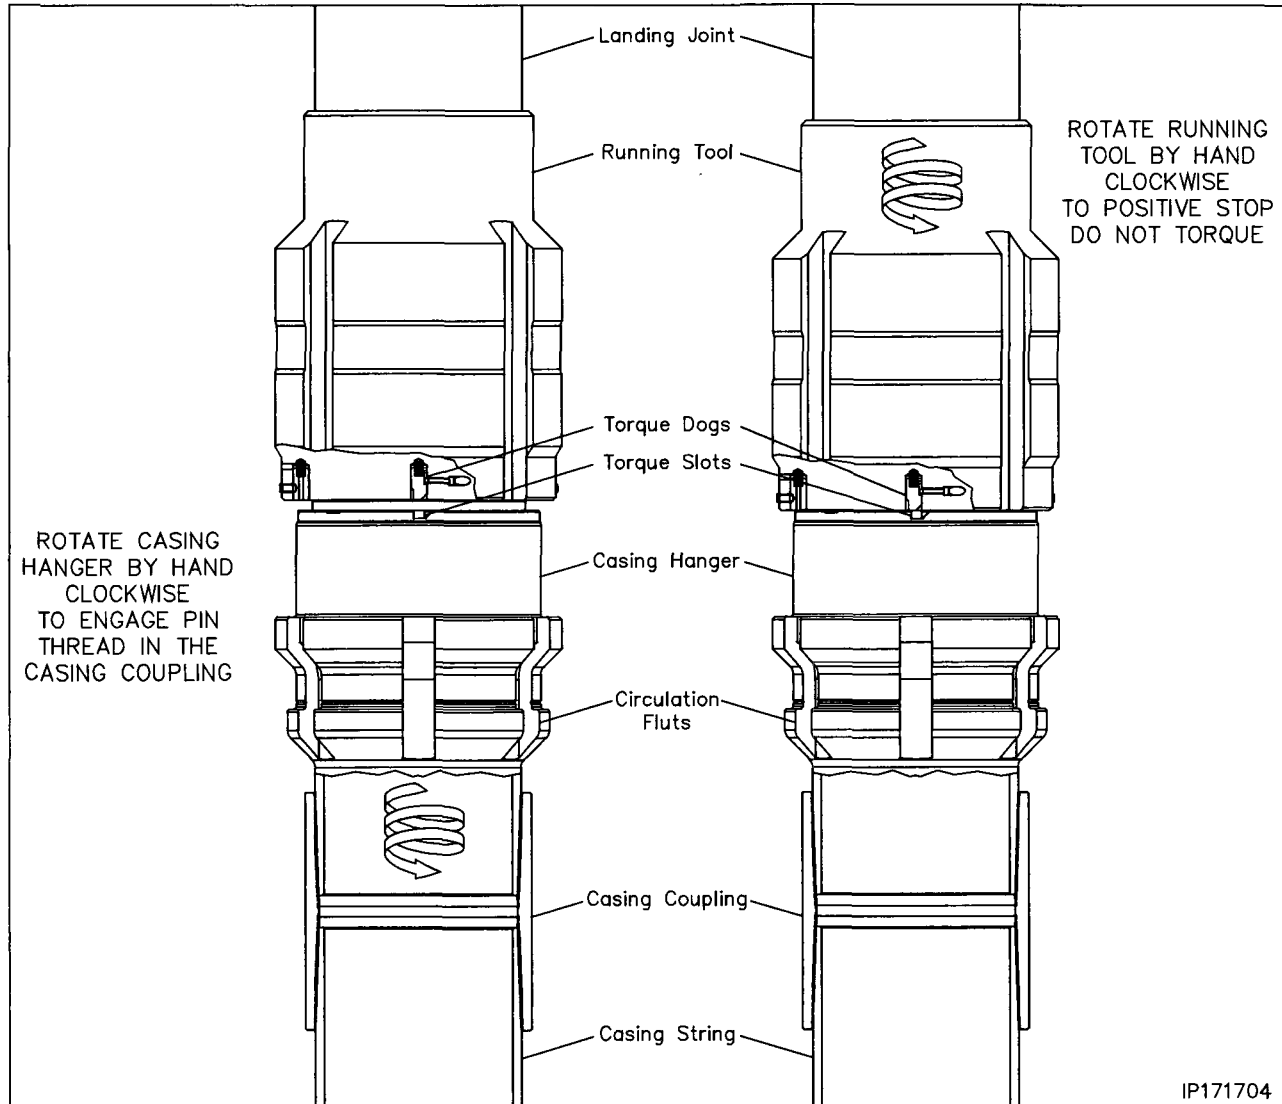 Landing Joint
Running Tool
ROTATE RUNNING
TOOL BY HAND
CLOCKWISE
TO POSITIVE STOP
DO NOT TORQUE
Torque Dogs
Torque Slots
ROTATE CASING
HANGER BY HAND
CLOCKWISE
TO ENGAGE PIN
THREAD IN THE
CASING COUPLING
Casing Hanger
Circulation
Fluts
Casing Coupling
Casing String
IP171704